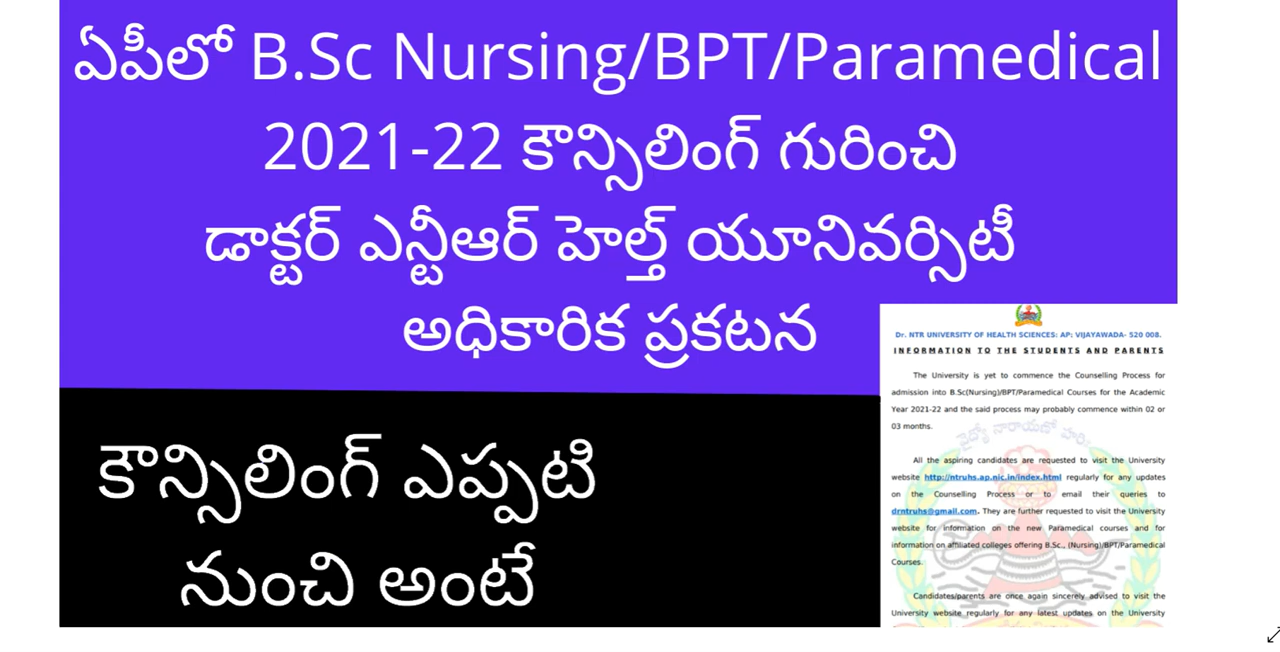 ఏపీలో B.Sc Nursing/BPT/Paramedical
2021-22 కౌన్సిలింగ్ గురించి
డాక్టర్ ఎన్టీఆర్ హెల్త్ యూనివర్సిటీ
అధికారిక ప్రకటన
కౌన్సిలింగ్ ఎప్పటి
నుంచి అంటే
Dr. NTR UNIVERSITY OF HEALTH SCIENCES: AP: VIJAYAWADA- 520 008.
INFORMATION TO THE STUDENTS AND PARENTS
The University is yet to commence the Counselling Process for
admission into B.Sc(Nursing)/BPT/Paramedical Courses for the Academic
Year 2021-22 and the said process may probably commence within 02 or
03 months.
వైద్యో నారాయణో హరిః
All the aspiring candidates are requested to visit the University
website http://ntruhs.ap.nic.in/index.html regularly for any updates
on the Counselling Process or to email their queries to
drntruhs@gmail.com. They are further requested to visit the University
website for information on the new Paramedical courses and for
information on affiliated colleges offering B.Sc., (Nursing)/BPT/Paramedical
Courses.
Candidates/parents are once again sincerely advised to visit the
University website regularly for any latest updates on the University